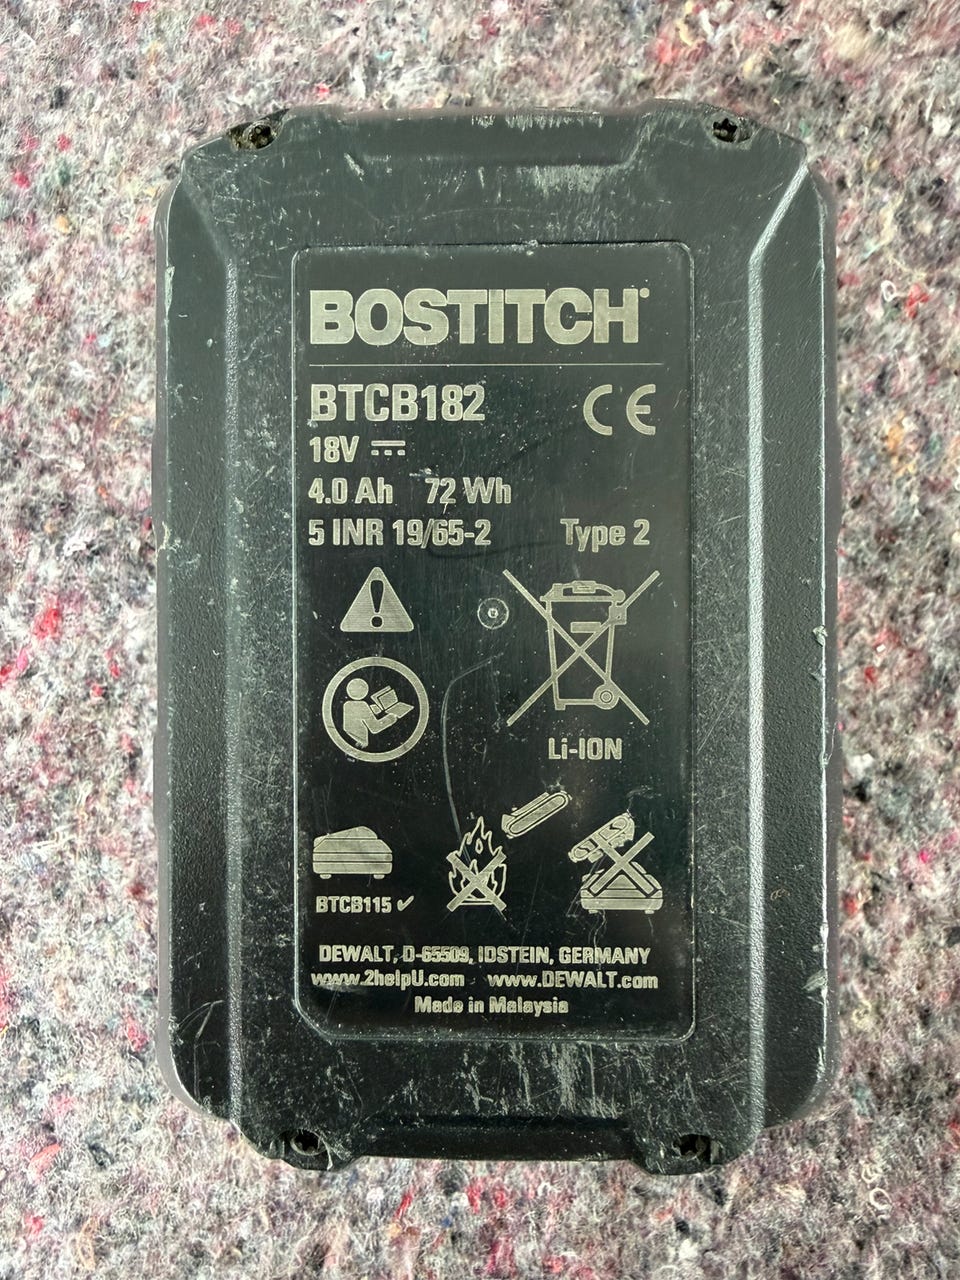 BOSTITCH
BTCB182 CE
18V
4.0 Ah 72 Wh
5 INR 19/65-2 Type 2
Li-ION
BTCB115 ✓
DEWALT, D-65509, IDSTEIN, GERMANY
www.2helpU.com www.DEWALT.com
Made in Malaysia